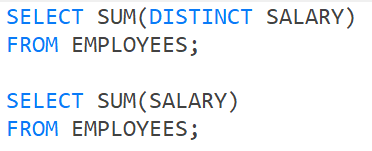 SELECT SUM(DISTINCT SALARY)
FROM EMPLOYEES;
SELECT SUM(SALARY)
FROM EMPLOYEES;